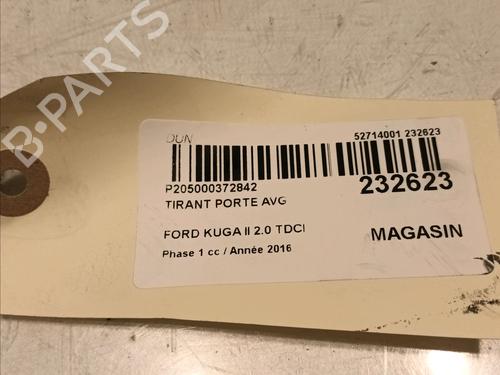 B-PARTS
DUN
52714001 232623
P205000372842
232623
TIRANT PORTE AVG
FORD KUGA II 2.0 TDCI
MAGASIN
Phase 1 cc / Année 2016